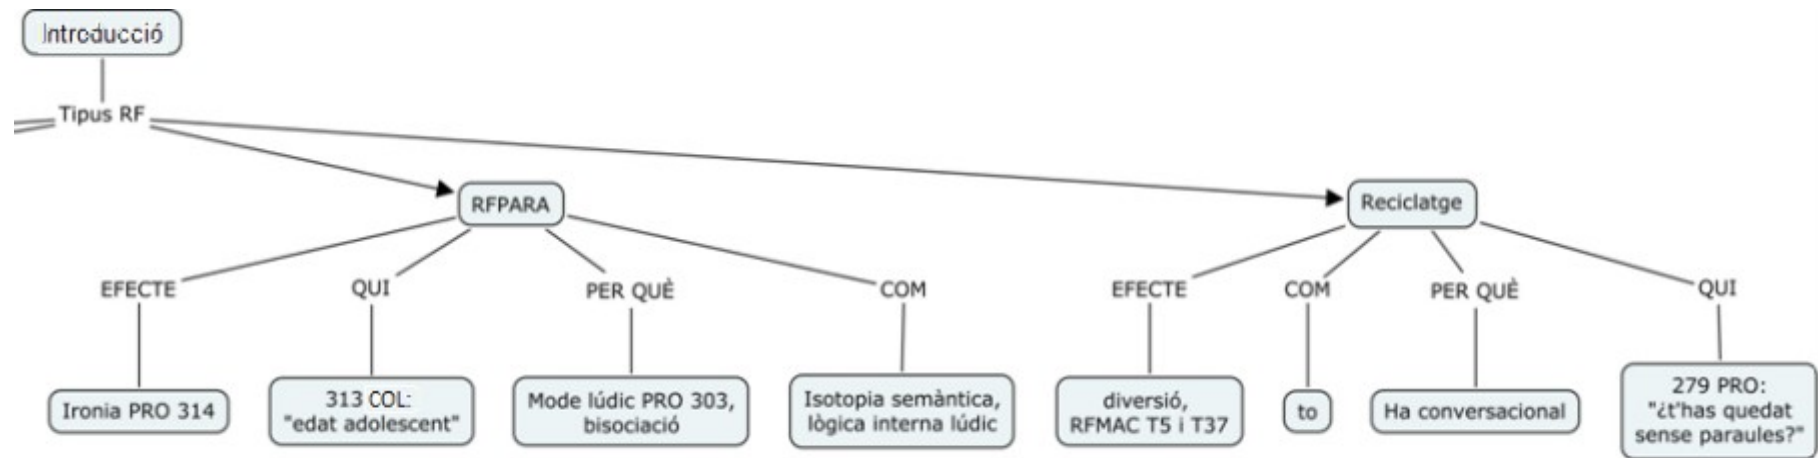 Introducció
Tipus RF
RFPARA
Reciclatge
EFECTE
QUI
PER QUÈ
COM
EFECTE
COM
PER QUÈ
QUI
Ironia PRO 314
313 COL:
"edat adolescent"
Mode lúdic PRO 303,
bisociació
Isotopia semàntica,
lògica interna lúdic
diversió,
RFMAC T5 i T37
to
Ha conversacional
279 PRO:
"¿t'has quedat
sense paraules?"